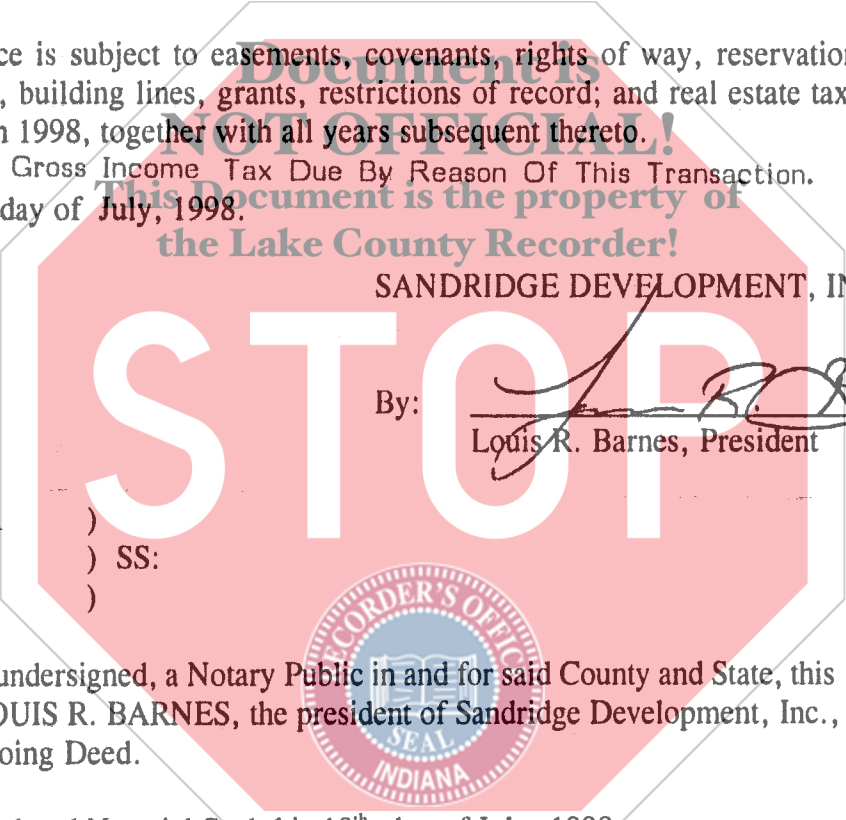 ce is subject to easements, covenants, rights of way, reservation
Document is
, building lines, grants, restrictions of record; and real estate tax
n 1998, together with all years subsequent thereto.
NOT OFFICIAL!
Gross Income Tax Due By Reason Of This Transaction.
This Document is the property of
day of July, 1998.
the Lake County Recorder!
SANDRIDGE DEVELOPMENT, IN
STOP
By:
Louis R. Barnes, President
)
) SS:
)
RECORDER'S OFFIC
undersigned, a Notary Public in and for said County and State, this
OUIS R. BARNES, the president of Sandridge Development, Inc.,
SEAL
oing Deed.
INDIANA